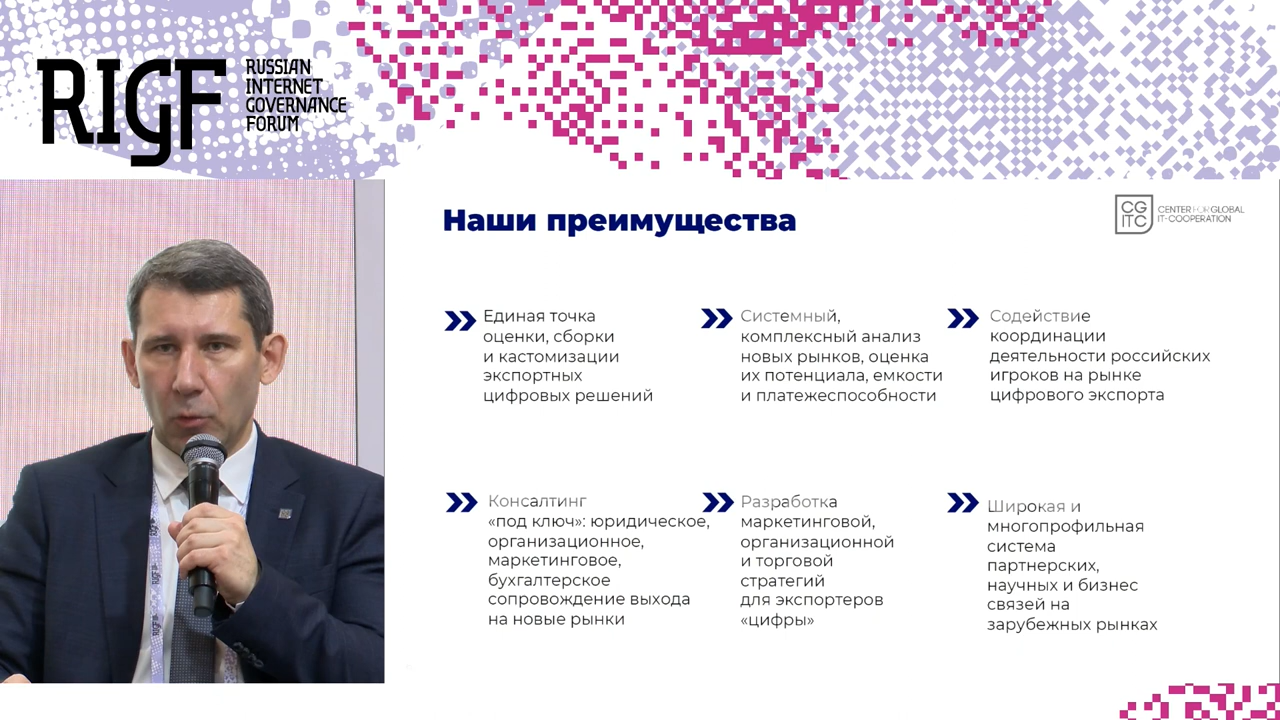 RIGF
RUSSIAN
INTERNET
GOVERNANCE
FORUM
Наши преимущества
CG
ITC
CENTER FOR GLOBAL
IT-COOPERATION
Единая точка
оценки, сборки
и кастомизации
экспортных
цифровых решений
Системный,
комплексный анализ
новых рынков, оценка
их потенциала, емкости
и платежеспособности
Содействие
координации
деятельности российских
игроков на рынке
цифрового экспорта
Консалтинг
«под ключ»: юридическое,
организационное,
маркетинговое,
бухгалтерское
сопровождение выхода
на новые рынки
Разработка
маркетинговой,
организационной
и торговой
стратегий
для экспортеров
«цифры»
Широкая и
многопрофильная
система
партнерских,
научных и бизнес
связей на
зарубежных рынках